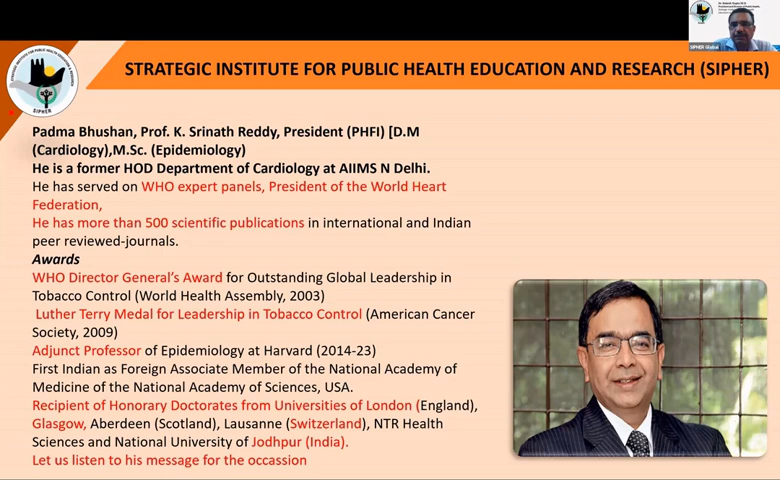 STRATEGIC INSTITUTE FOR PUBLIC HEALTH EDUCATION AND RESEARCH (SIPHER)
SIPHER
SIPHER Global
Padma Bhushan, Prof. K. Srinath Reddy, President (PHFI) [D.M
(Cardiology),M.Sc. (Epidemiology)
He is a former HOD Department of Cardiology at AIIMS N Delhi.
He has served on WHO expert panels, President of the World Heart
Federation,
He has more than 500 scientific publications in international and Indian
peer reviewed-journals.
Awards
WHO Director General's Award for Outstanding Global Leadership in
Tobacco Control (World Health Assembly, 2003)
Luther Terry Medal for Leadership in Tobacco Control (American Cancer
Society, 2009)
Adjunct Professor of Epidemiology at Harvard (2014-23)
First Indian as Foreign Associate Member of the National Academy of
Medicine of the National Academy of Sciences, USA.
Recipient of Honorary Doctorates from Universities of London (England),
Glasgow, Aberdeen (Scotland), Lausanne (Switzerland), NTR Health
Sciences and National University of Jodhpur (India).
Let us listen to his message for the occassion